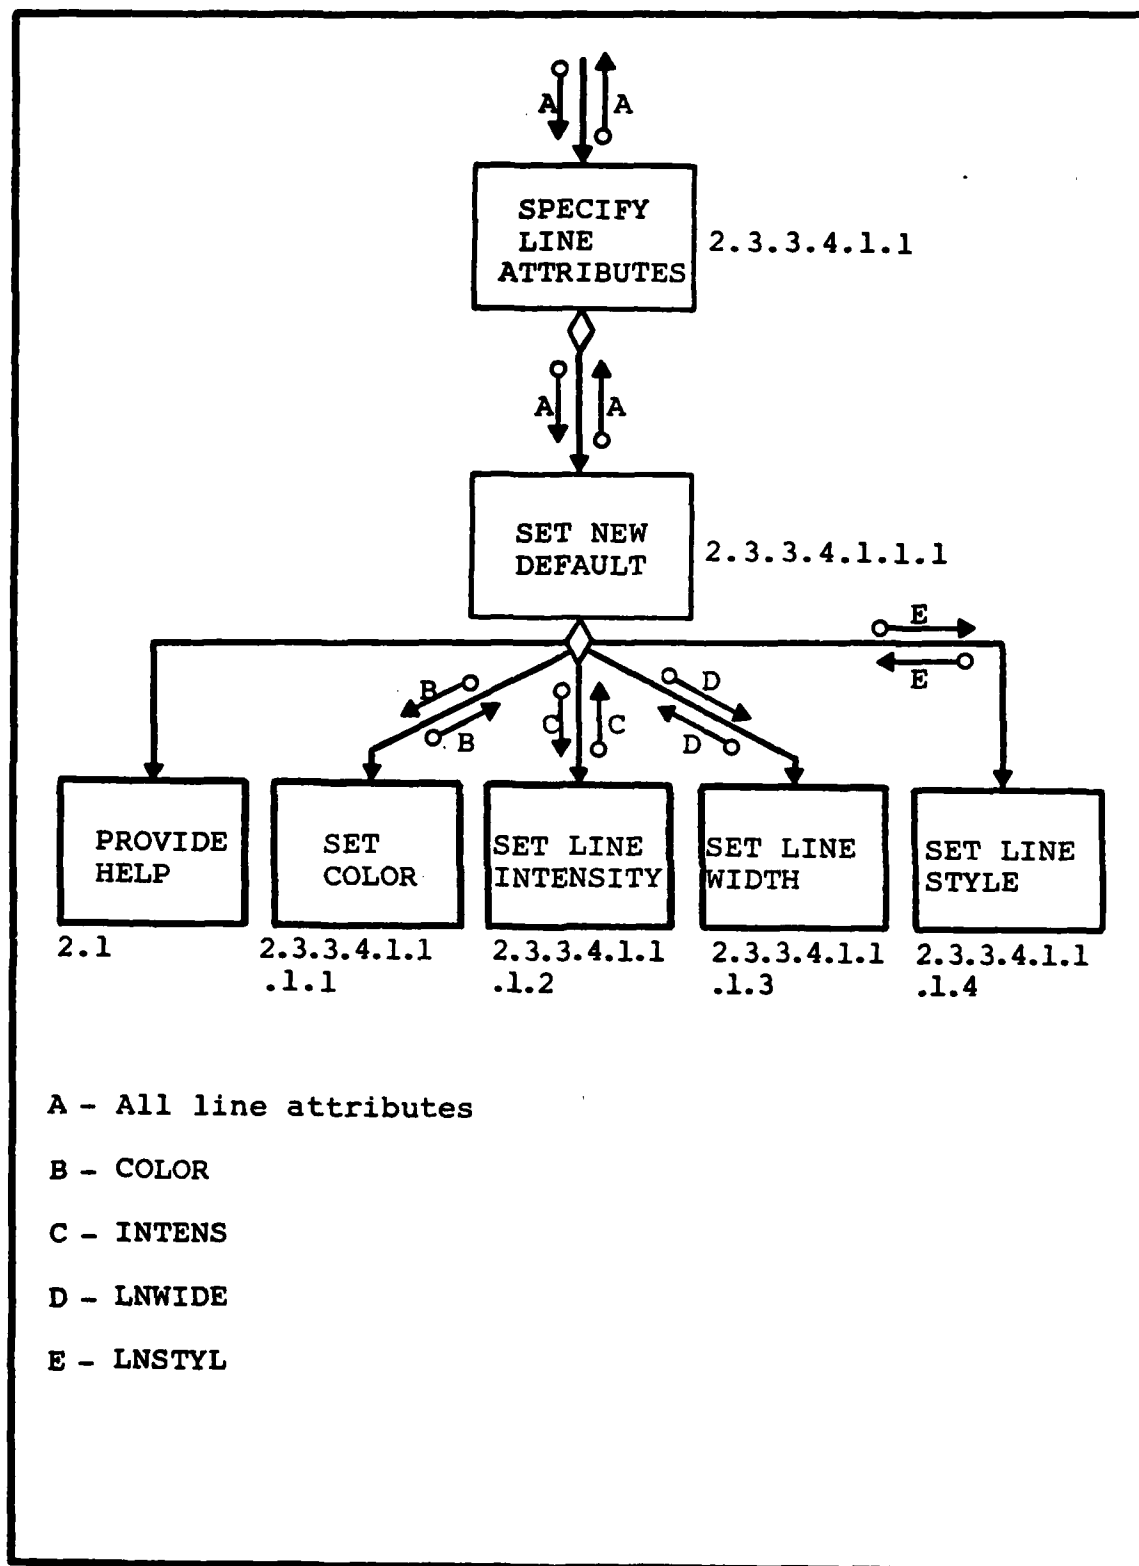 A
A
SPECIFY
LINE
ATTRIBUTES
2.3.3.4.1.1
A
A
SET NEW
DEFAULT
2.3.3.4.1.1.1
E
E
B
B
C
C
D
D
PROVIDE
HELP
2.1
SET
COLOR
2.3.3.4.1.1
.1.1
SET LINE
INTENSITY
2.3.3.4.1.1
.1.2
SET LINE
WIDTH
2.3.3.4.1.1
.1.3
SET LINE
STYLE
2.3.3.4.1.1
.1.4
A - All line attributes
B - COLOR
C - INTENS
D - LNWIDE
E - LNSTYL